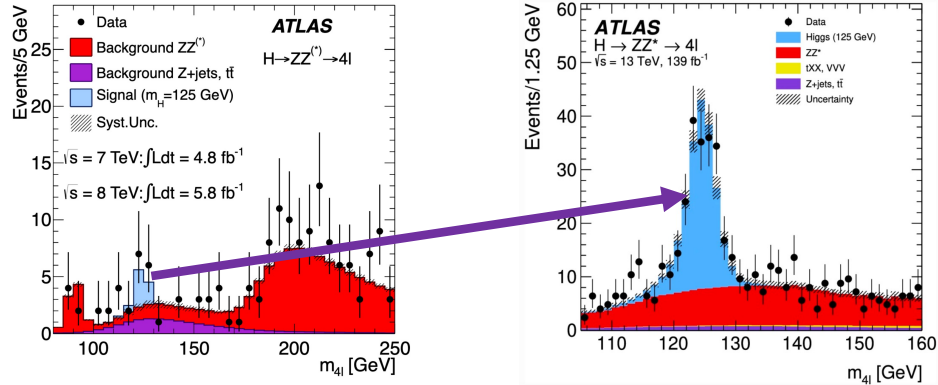 Events/5 GeV
25
20
15
10
5
0
100
150
200
250
m4l [GeV]
Data
Background ZZ(*)
Background Z+jets, tt̄
Signal (mH=125 GeV)
Syst.Unc.
√s = 7 TeV:∫Ldt = 4.8 fb-1
√s = 8 TeV:∫Ldt = 5.8 fb-1
ATLAS
H→ZZ(*)→4l
Events/1.25 GeV
60
50
40
30
20
10
0
110
120
130
140
150
160
m4l [GeV]
ATLAS
H → ZZ* → 4l
√s = 13 TeV, 139 fb-1
Data
Higgs (125 GeV)
ZZ*
tXX, VVV
Z+jets, tt̄
Uncertainty